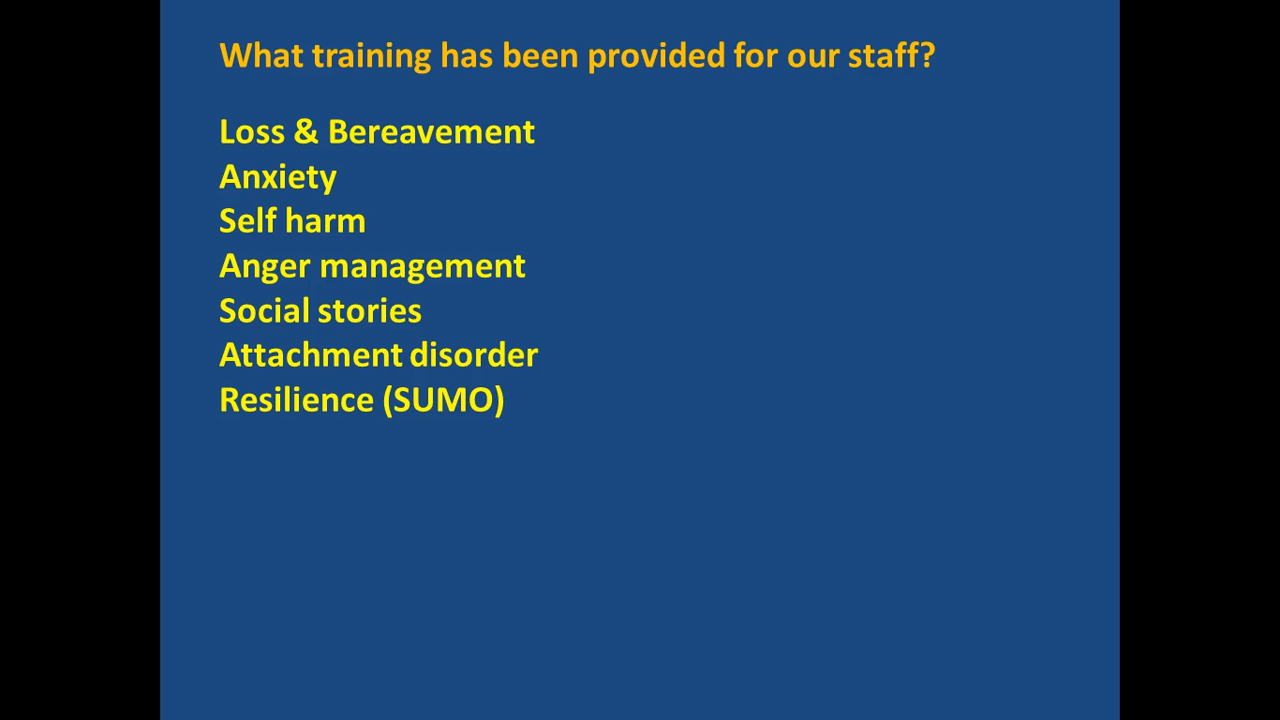 What training has been provided for our staff?
Loss & Bereavement
Anxiety
Self harm
Anger management
Social stories
Attachment disorder
Resilience (SUMO)